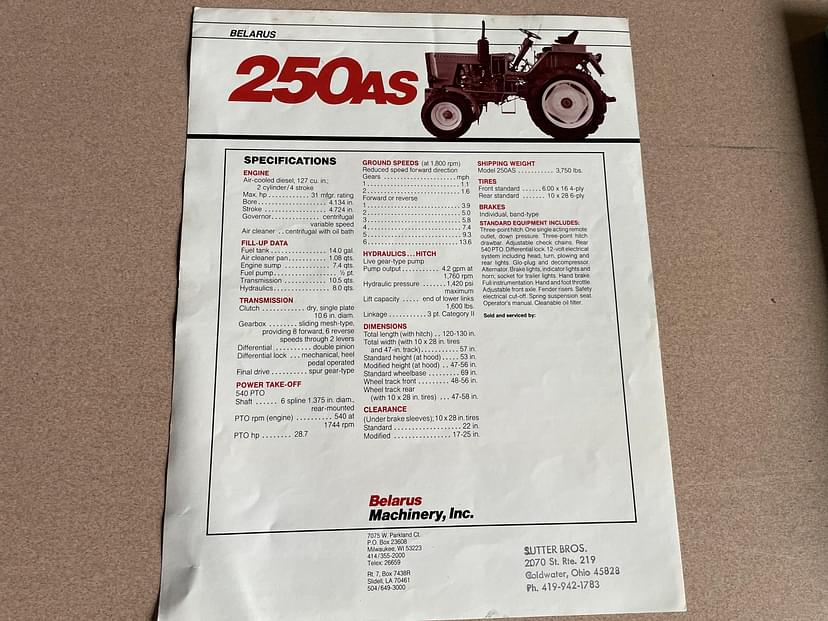 BELARUS
250AS
SPECIFICATIONS
ENGINE
Air-cooled diesel, 127 cu. in.;
2 cylinder/4 stroke
Max. hp . . . . . . . . . . 31 mfgr. rating
Bore . . . . . . . . . . . . . . . . . . 4.134 in.
Stroke . . . . . . . . . . . . . . . . 4.724 in.
Governor . . . . . . . . . . . . centrifugal
variable speed
Air cleaner . . centrifugal with oil bath
FILL-UP DATA
Fuel tank . . . . . . . . . . . . . . . 14.0 gal.
Air cleaner pan . . . . . . . . . 1.08 qts.
Engine sump . . . . . . . . . . . . 7.4 qts.
Fuel pump . . . . . . . . . . . . . . . . ½ pt.
Transmission . . . . . . . . . . . 10.5 qts.
Hydraulics . . . . . . . . . . . . . . 8.0 qts.
TRANSMISSION
Clutch . . . . . . . . . . dry, single plate
10.6 in. diam.
Gearbox . . . . . . . sliding mesh-type,
providing 8 forward, 6 reverse
speeds through 2 levers
Differential . . . . . . . . . double pinion
Differential lock . . . mechanical, heel
pedal operated
Final drive . . . . . . . . spur gear-type
POWER TAKE-OFF
540 PTO
Shaft . . . . . . 6 spline 1.375 in. diam.,
rear-mounted
PTO rpm (engine) . . . . . . . . . 540 at
1744 rpm
PTO hp . . . . . . . . 28.7
GROUND SPEEDS (at 1,800 rpm)
Reduced speed forward direction
Gears . . . . . . . . . . . . . . . . . . . mph
1 . . . . . . . . . . . . . . . . . . . . . . . 1.1
2 . . . . . . . . . . . . . . . . . . . . . . . 1.6
Forward or reverse
1 . . . . . . . . . . . . . . . . . . . . . . . 3.9
2 . . . . . . . . . . . . . . . . . . . . . . . 5.0
3 . . . . . . . . . . . . . . . . . . . . . . . 5.8
4 . . . . . . . . . . . . . . . . . . . . . . . 7.4
5 . . . . . . . . . . . . . . . . . . . . . . . 9.3
6 . . . . . . . . . . . . . . . . . . . . . . 13.6
HYDRAULICS . . . HITCH
Live gear-type pump
Pump output . . . . . . . . . . 4.2 gpm at
1,760 rpm
Hydraulic pressure . . . . . . . 1,420 psi
maximum
Lift capacity . . . . . end of lower links
1,600 lbs.
Linkage . . . . . . . . . 3 pt. Category II
DIMENSIONS
Total length (with hitch) . . 120-130 in.
Total width (with 10 x 28 in. tires
and 47-in. track) . . . . . . . . . . . 57 in.
Standard height (at hood) . . . . 53 in.
Modified height (at hood) . . 47-56 in.
Standard wheelbase . . . . . . . . 69 in.
Wheel track front . . . . . . . 48-56 in.
Wheel track rear
(with 10 x 28 in. tires) . . . 47-58 in.
CLEARANCE
(Under brake sleeves); 10 x 28 in. tires
Standard . . . . . . . . . . . . . . . . 22 in.
Modified . . . . . . . . . . . . . . 17-25 in.
SHIPPING WEIGHT
Model 250AS . . . . . . . . . . 3,750 lbs.
TIRES
Front standard . . . . . 6.00 x 16 4-ply
Rear standard . . . . . . . 10 x 28 6-ply
BRAKES
Individual, band-type
STANDARD EQUIPMENT INCLUDES:
Three-point hitch. One single acting remote
outlet, down pressure. Three-point hitch
drawbar. Adjustable check chains. Rear
540 PTO. Differential lock. 12-volt electrical
system including head, turn, plowing and
rear lights. Glo-plug and decompressor.
Alternator. Brake lights, indicator lights and
horn; socket for trailer lights. Hand brake.
Full instrumentation. Hand and foot throttle.
Adjustable front axle. Fender risers. Safety
electrical cut-off. Spring suspension seat.
Operator's manual. Cleanable oil filter.
Sold and serviced by:
Belarus
Machinery, Inc.
7075 W. Parkland Ct.
P.O. Box 23608
Milwaukee, WI 53223
414/355-2000
Telex: 26659
Rt. 7, Box 7438R
Slidell, LA 70461
504/649-3000
SUTTER BROS.
2070 St. Rte. 219
Coldwater, Ohio 45828
Ph. 419-942-1783